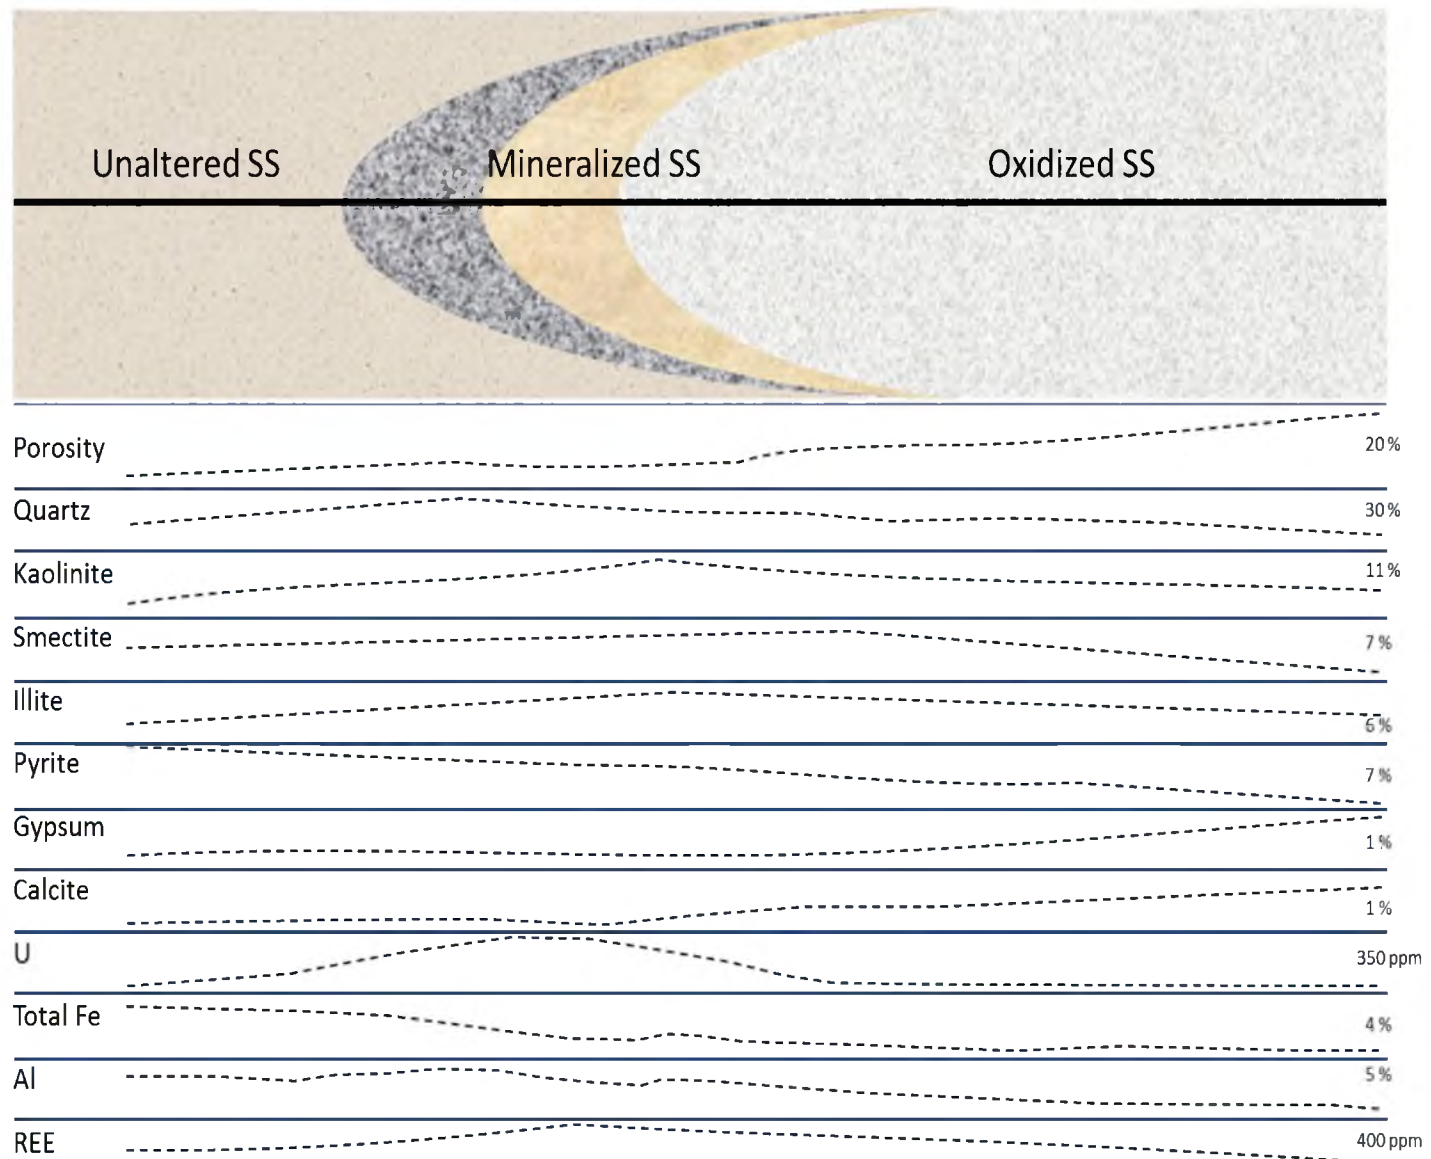 Unaltered SS Mineralized SS Oxidized SS
Porosity 20%
Quartz 30%
Kaolinite 11%
Smectite 7%
Illite 6%
Pyrite 7%
Gypsum 1%
Calcite 1%
U 350 ppm
Total Fe 4%
Al 5%
REE 400 ppm